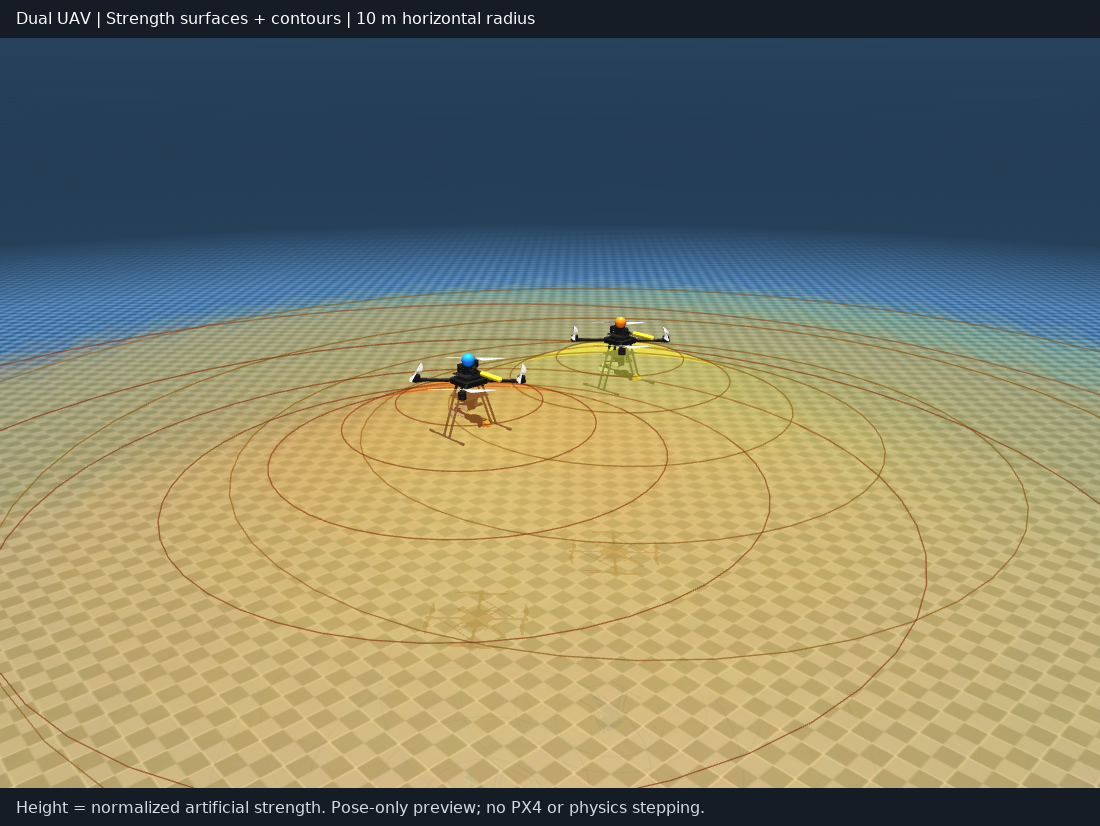 Dual UAV | Strength surfaces + contours | 10 m horizontal radius
Height = normalized artificial strength. Pose-only preview; no PX4 or physics stepping.